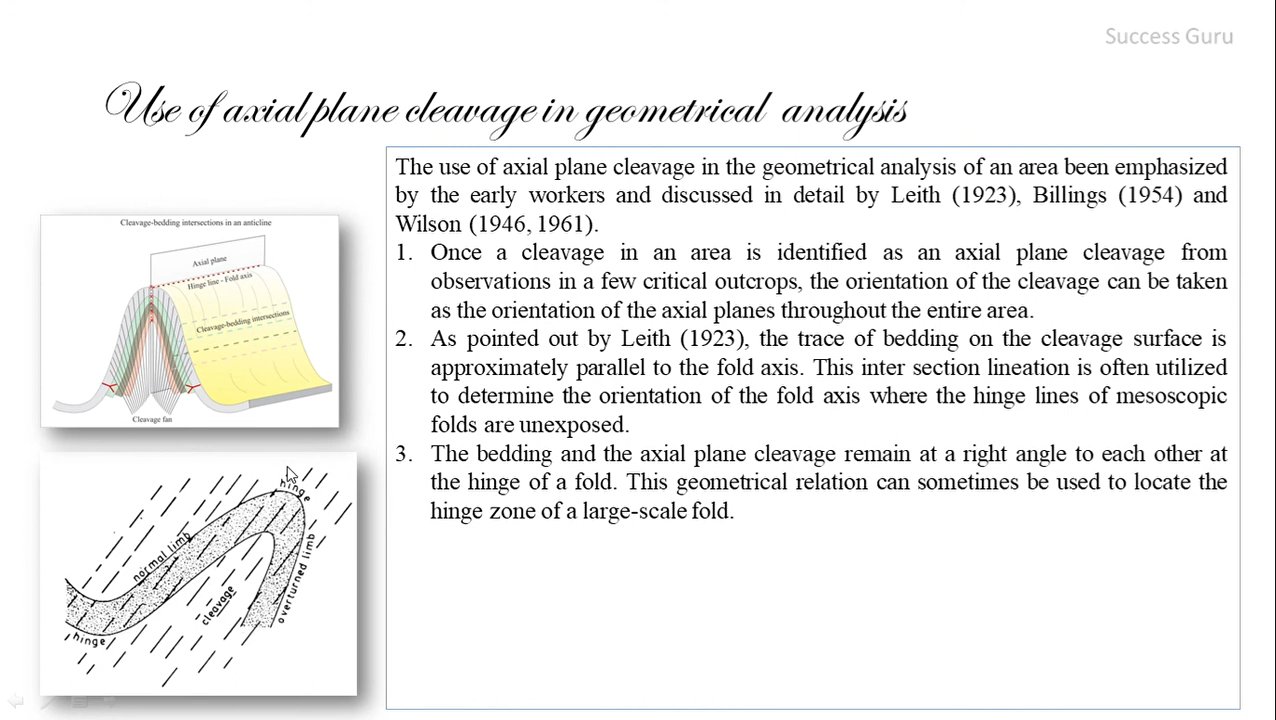 Success Guru
Use of axial plane cleavage in geometrical analysis
The use of axial plane cleavage in the geometrical analysis of an area been emphasized
by the early workers and discussed in detail by Leith (1923), Billings (1954) and
Wilson (1946, 1961).
1. Once a cleavage in an area is identified as an axial plane cleavage from
observations in a few critical outcrops, the orientation of the cleavage can be taken
as the orientation of the axial planes throughout the entire area.
2. As pointed out by Leith (1923), the trace of bedding on the cleavage surface is
approximately parallel to the fold axis. This inter section lineation is often utilized
to determine the orientation of the fold axis where the hinge lines of mesoscopic
folds are unexposed.
3. The bedding and the axial plane cleavage remain at a right angle to each other at
the hinge of a fold. This geometrical relation can sometimes be used to locate the
hinge zone of a large-scale fold.
Cleavage-bedding intersections in an anticline
Axial plane
Hinge line - Fold axis
Cleavage-bedding intersections
Cleavage fan
hinge
normal limb
overturned limb
cleavage
hinge